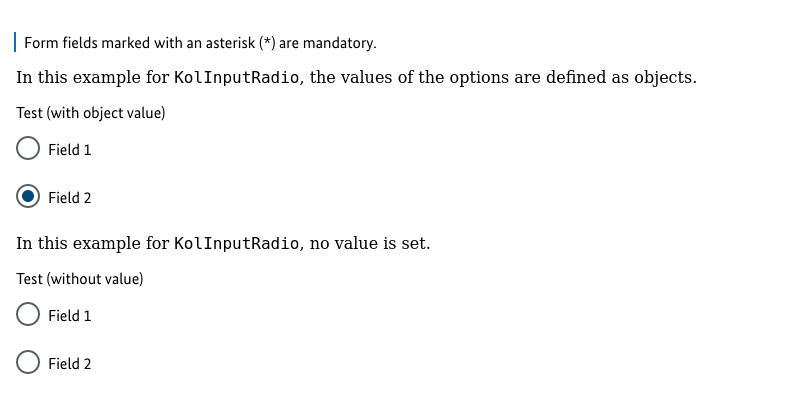 Form fields marked with an asterisk (*) are mandatory.
In this example for KolInputRadio, the values of the options are defined as objects.
Test (with object value)
Field 1
Field 2
In this example for KolInputRadio, no value is set.
Test (without value)
Field 1
Field 2